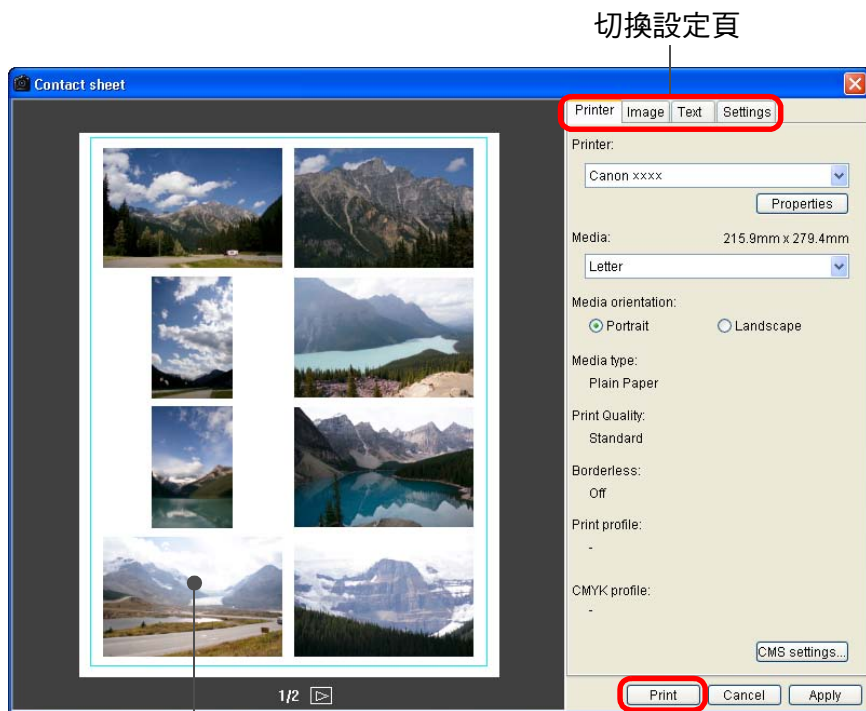 切換設定頁
Contact sheet
Printer Image Text Settings
Printer:
Canon xxxx
Properties
Media: 215.9mm x 279.4mm
Letter
Media orientation:
Portrait Landscape
Media type:
Plain Paper
Print Quality:
Standard
Borderless:
Off
Print profile:
-
CMYK profile:
-
CMS settings...
1/2
Print Cancel Apply